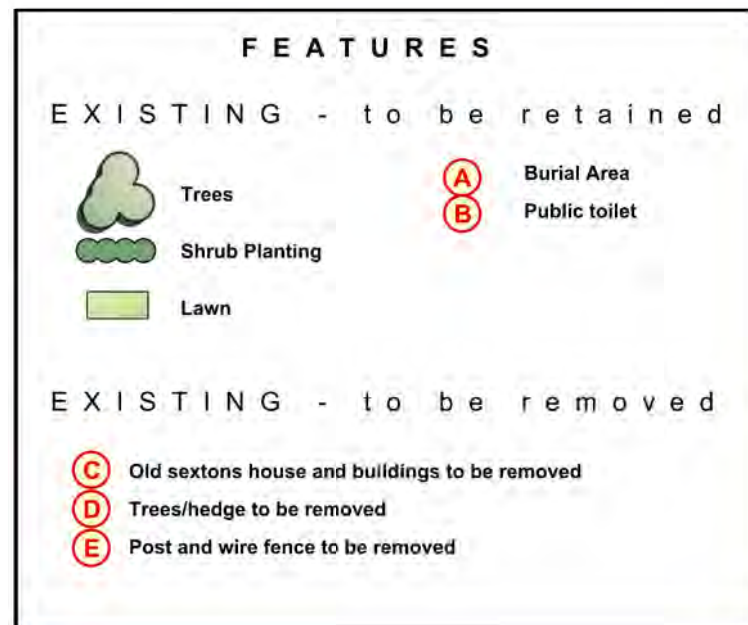 FEATURES
EXISTING - to be retained
Trees
Shrub Planting
Lawn
A Burial Area
B Public toilet
EXISTING - to be removed
C Old sextons house and buildings to be removed
D Trees/hedge to be removed
E Post and wire fence to be removed